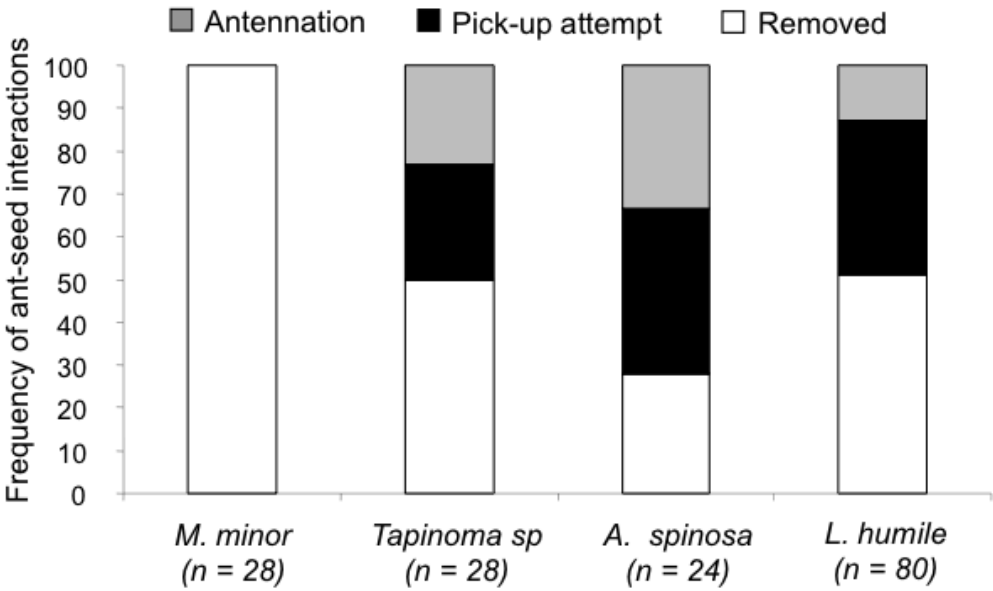 Antennation Pick-up attempt Removed
Frequency of ant-seed interactions
100
90
80
70
60
50
40
30
20
10
0
M. minor Tapinoma sp A. spinosa L. humile
(n = 28) (n = 28) (n = 24) (n = 80)